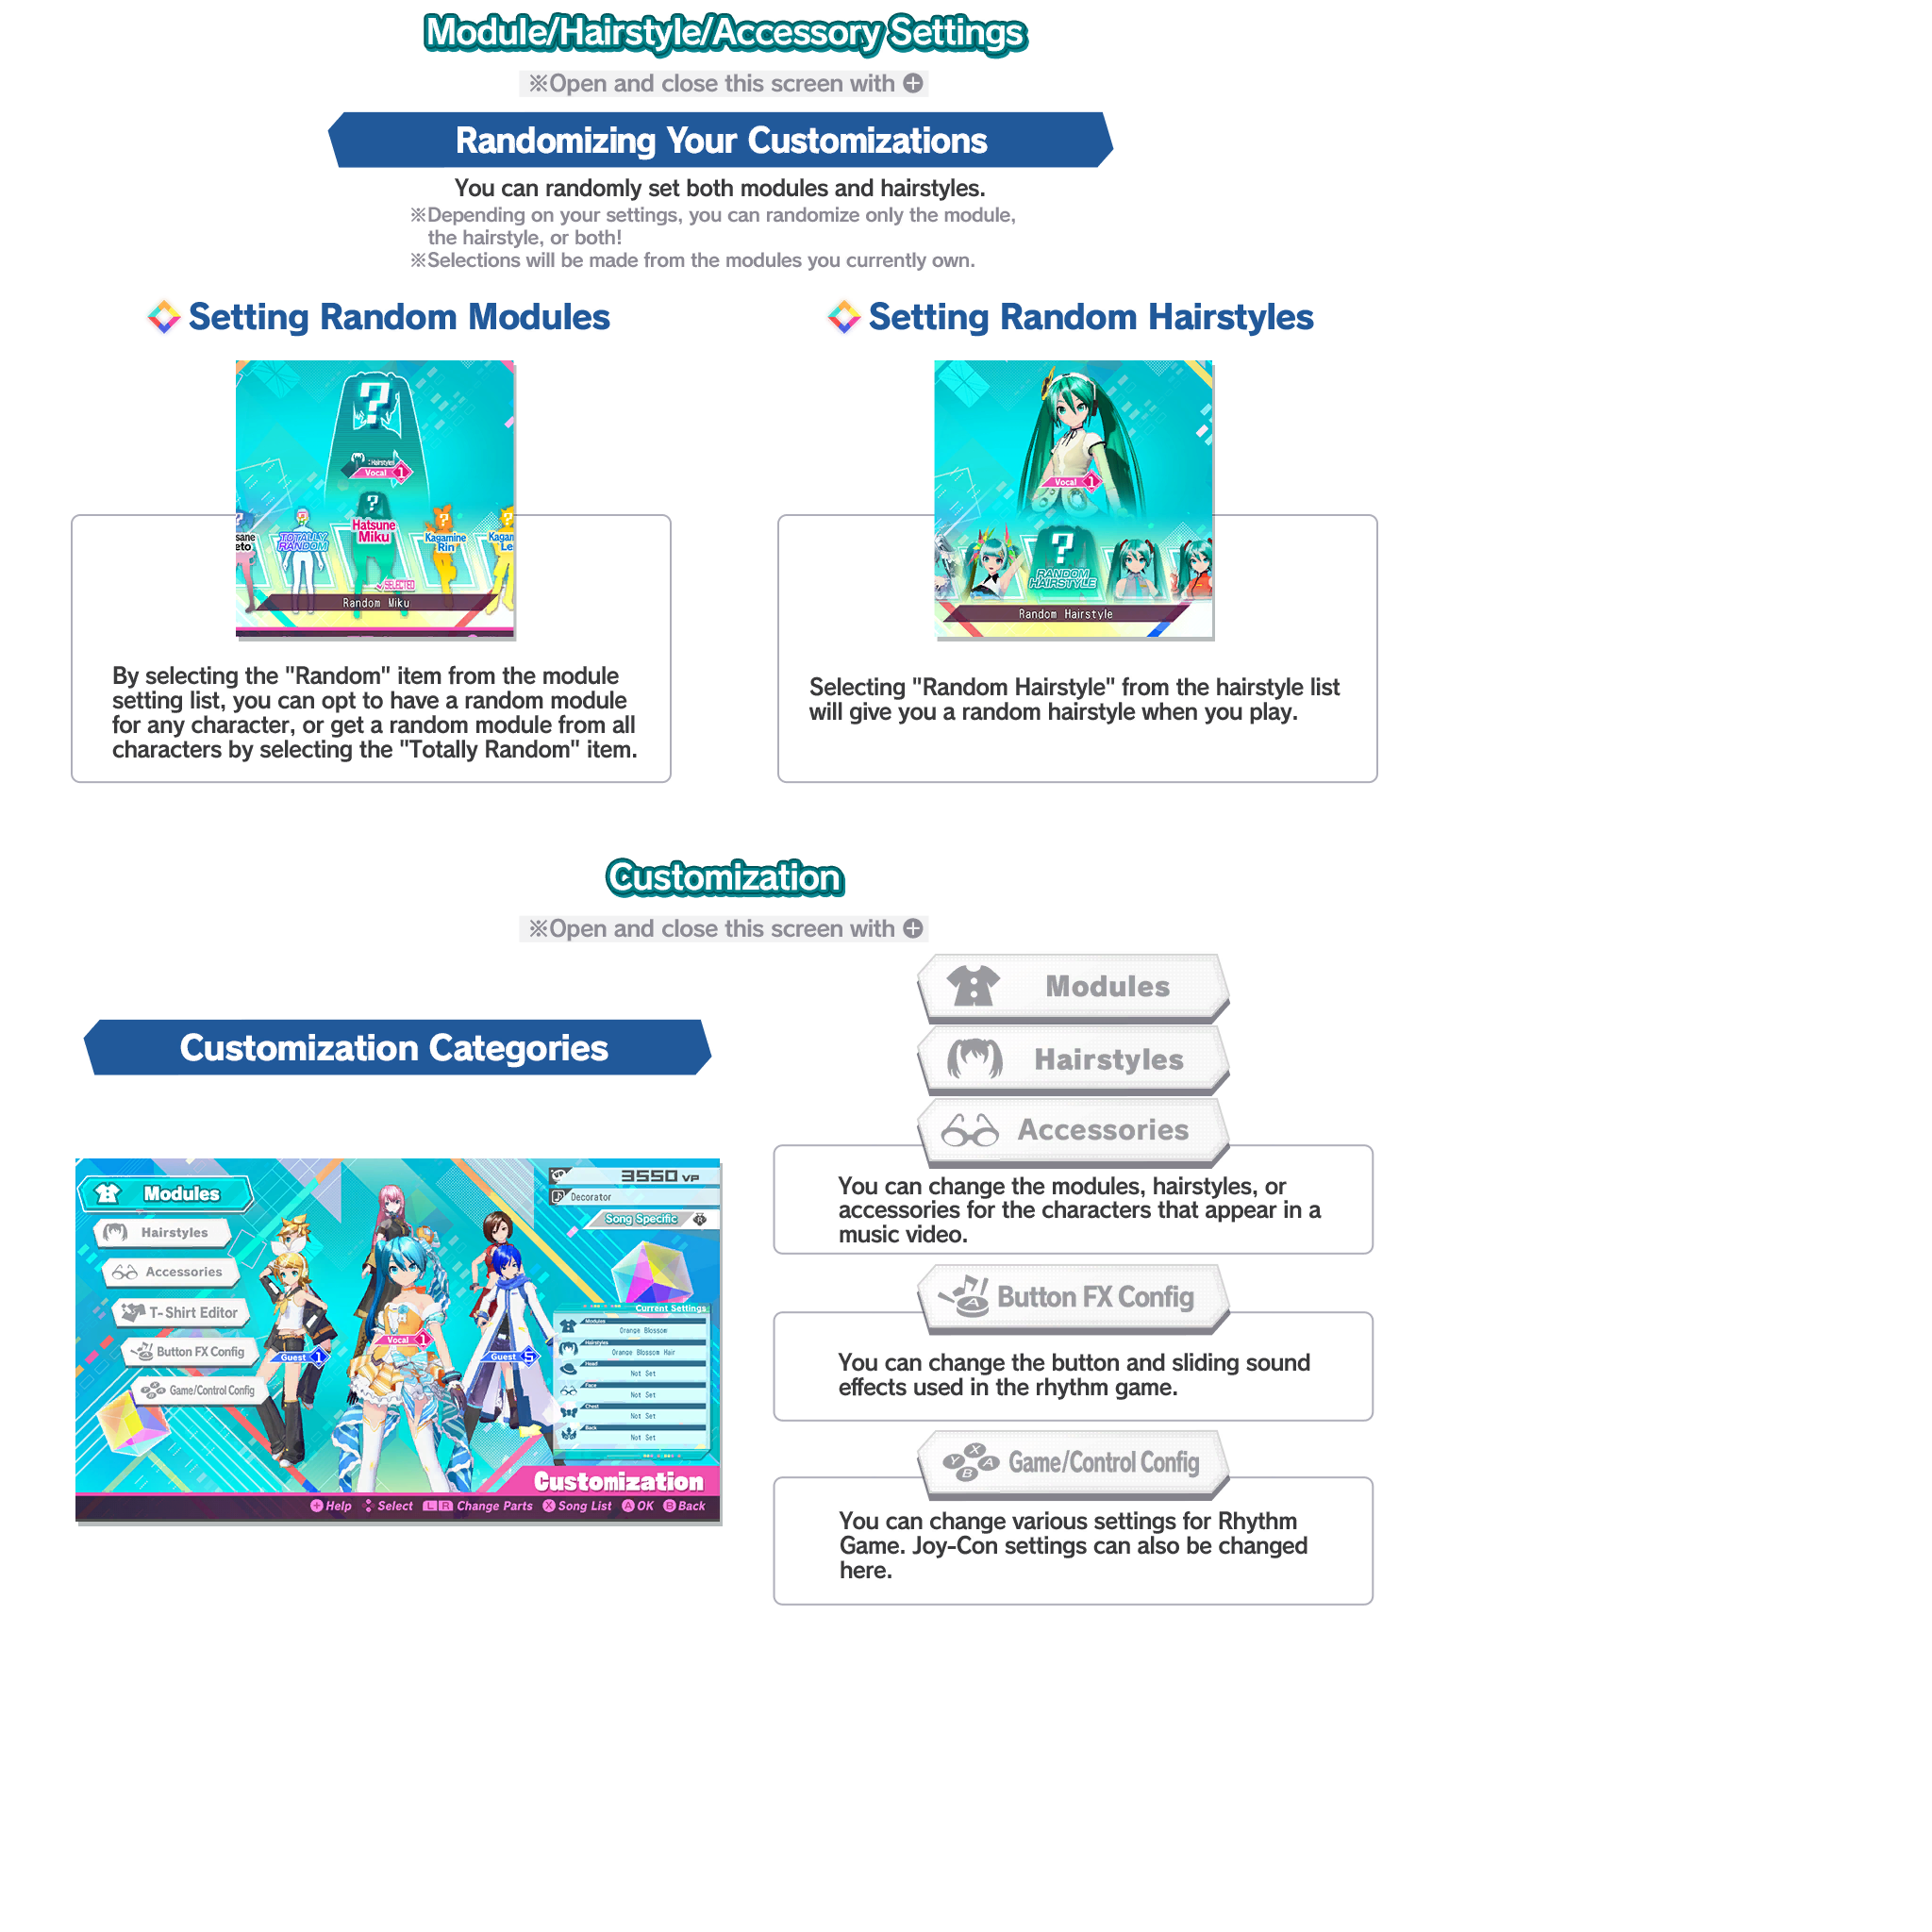 Module/Hairstyle/Accessory Settings
※Open and close this screen with
Randomizing Your Customizations
You can randomly set both modules and hairstyles.
※Depending on your settings, you can randomize only the module,
the hairstyle, or both!
※Selections will be made from the modules you currently own.
Setting Random Modules
?
: Hairstyles
Vocal 1
?
TOTALLY
RANDOM
Hatsune
Miku
Kagamine
Rin
SELECTED
Random Miku
By selecting the "Random" item from the module
setting list, you can opt to have a random module
for any character, or get a random module from all
characters by selecting the "Totally Random" item.
Setting Random Hairstyles
Vocal 1
?
RANDOM
HAIRSTYLE
Random Hairstyle
Selecting "Random Hairstyle" from the hairstyle list
will give you a random hairstyle when you play.
Customization
※Open and close this screen with
Customization Categories
Modules
Hairstyles
Accessories
T-Shirt Editor
Button FX Config
Game/Control Config
Guest 1
Vocal 1
Guest 5
VP
3550 VP
Decorator
Song Specific R
Current Settings
Modules
Orange Blossom
Hairstyles
Orange Blossom Hair
Head
Not Set
Face
Not Set
Chest
Not Set
Back
Not Set
Customization
Help Select L R Change Parts X Song List A OK B Back
Modules
Hairstyles
Accessories
You can change the modules, hairstyles, or
accessories for the characters that appear in a
music video.
A Button FX Config
You can change the button and sliding sound
effects used in the rhythm game.
X Y A B Game/Control Config
You can change various settings for Rhythm
Game. Joy-Con settings can also be changed
here.